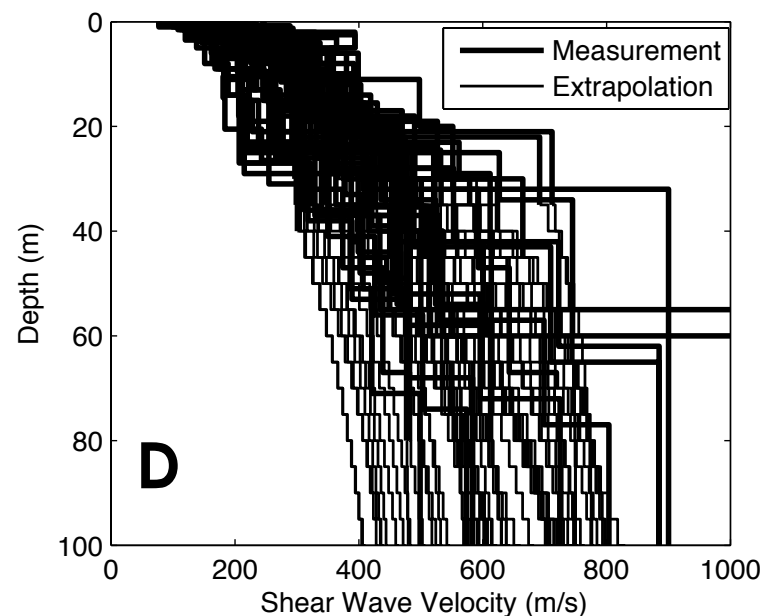 0
Measurement
Extrapolation
20
40
Depth (m)
60
80
D
100
0 200 400 600 800 1000
Shear Wave Velocity (m/s)